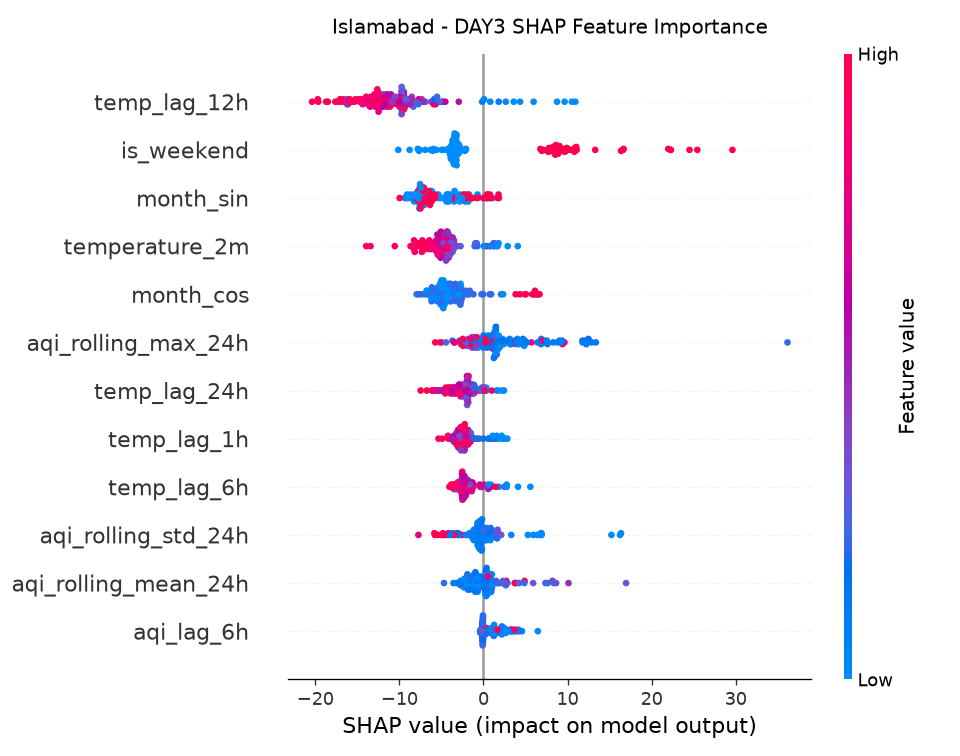 Islamabad - DAY3 SHAP Feature Importance
High
temp_lag_12h
is_weekend
month_sin
temperature_2m
month_cos
aqi_rolling_max_24h
temp_lag_24h
temp_lag_1h
temp_lag_6h
aqi_rolling_std_24h
aqi_rolling_mean_24h
aqi_lag_6h
Feature value
Low
−20 −10 0 10 20 30
SHAP value (impact on model output)